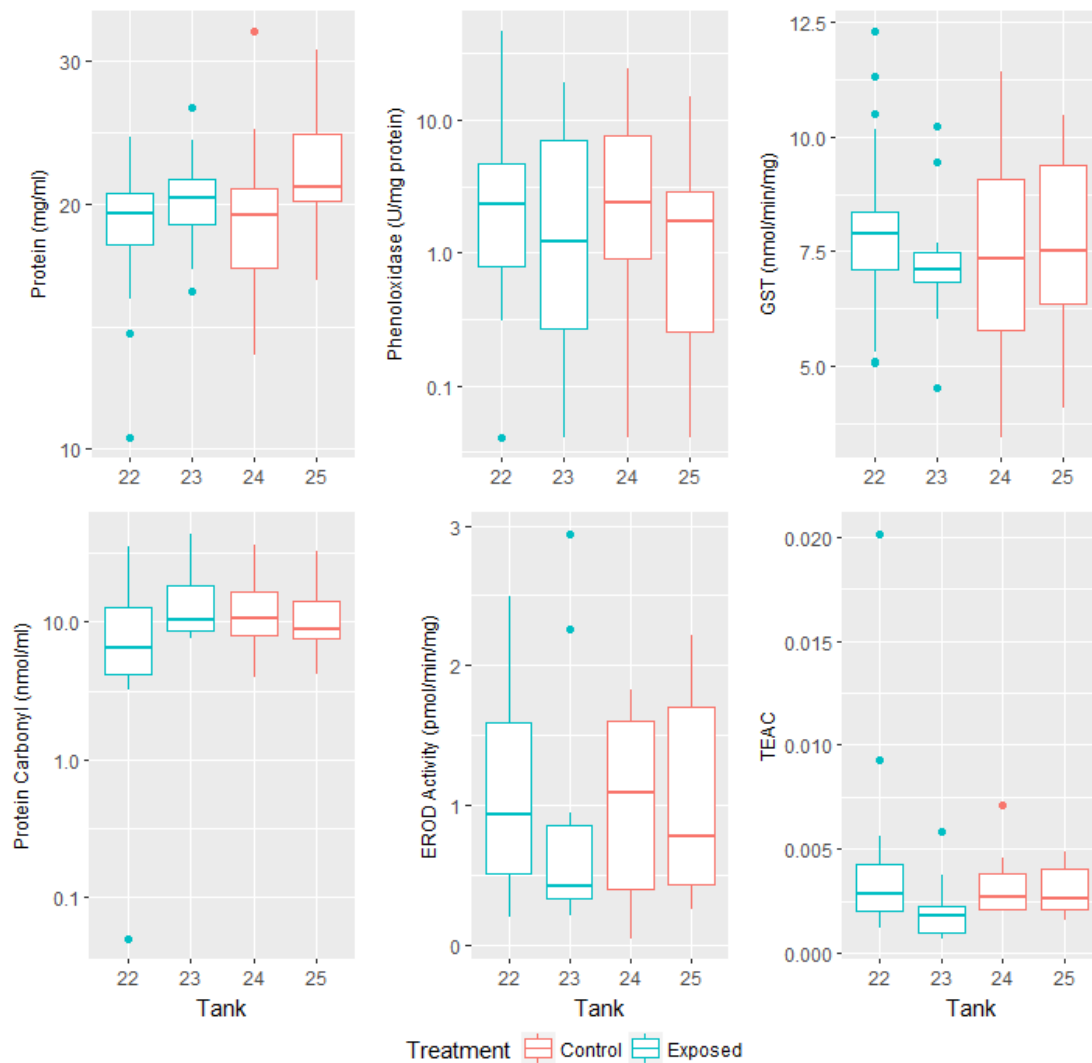 Protein (mg/ml)
30
20
10
22 23 24 25
Phenoloxidase (U/mg protein)
10.0
1.0
0.1
22 23 24 25
GST (nmol/min/mg)
12.5
10.0
7.5
5.0
22 23 24 25
Protein Carbonyl (nmol/ml)
10.0
1.0
0.1
22 23 24 25
Tank
EROD Activity (pmol/min/mg)
3
2
1
0
22 23 24 25
Tank
TEAC
0.020
0.015
0.010
0.005
0.000
22 23 24 25
Tank
Treatment Control Exposed